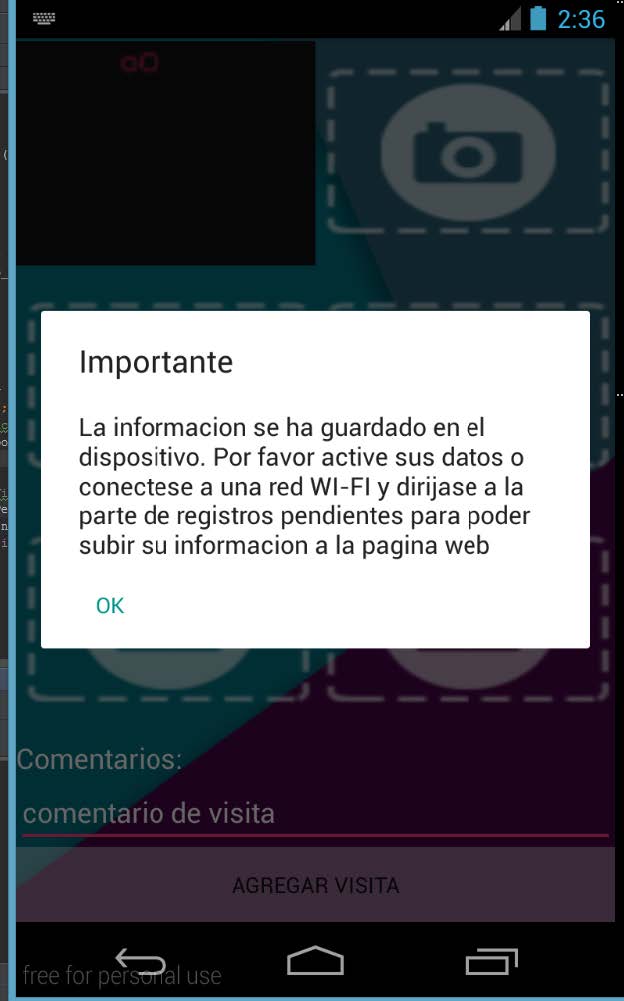 2:36
Importante
La informacion se ha guardado en el
dispositivo. Por favor active sus datos o
conectese a una red WI-FI y dirijase a la
parte de registros pendientes para poder
subir su informacion a la pagina web
OK
Comentarios:
comentario de visita
AGREGAR VISITA
free for personal use